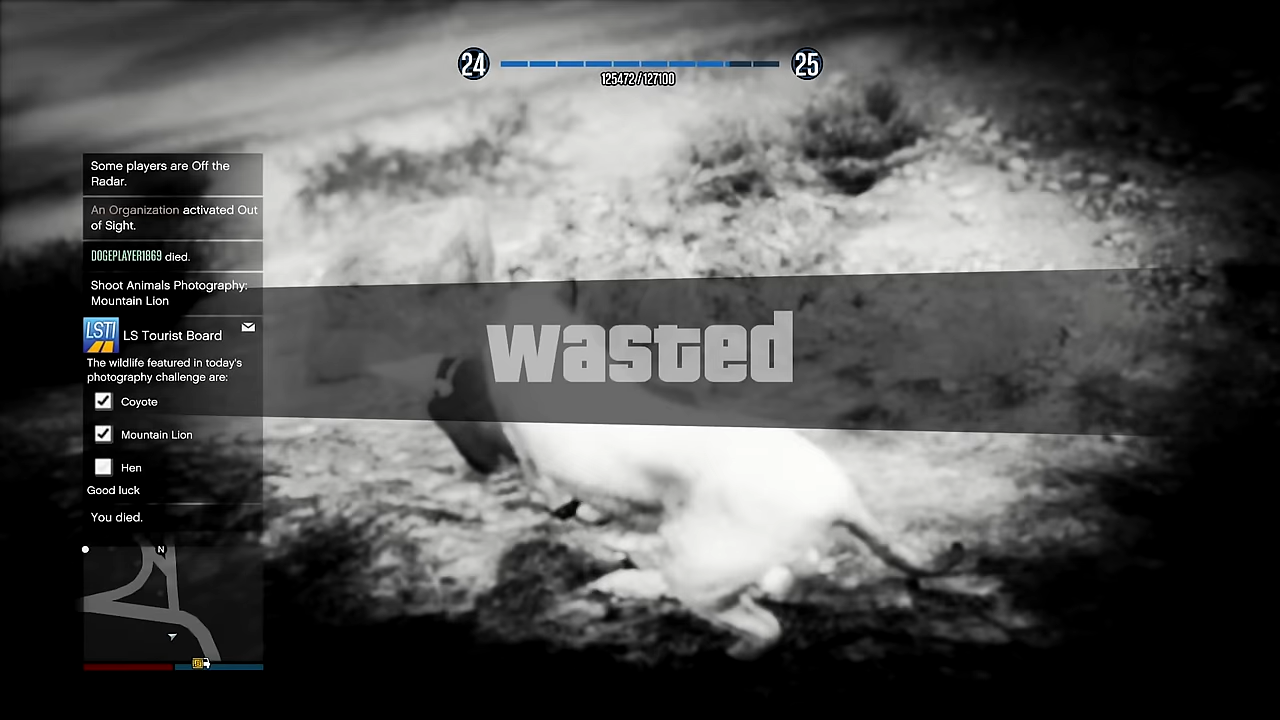 24
25
125472/127100
Some players are Off the
Radar.
An Organization activated Out
of Sight.
DOGEPLAYER1869 died.
Shoot Animals Photography:
Mountain Lion
LST
LS Tourist Board
The wildlife featured in today's
photography challenge are:
Coyote
Mountain Lion
Hen
Good luck
You died.
N
wasted